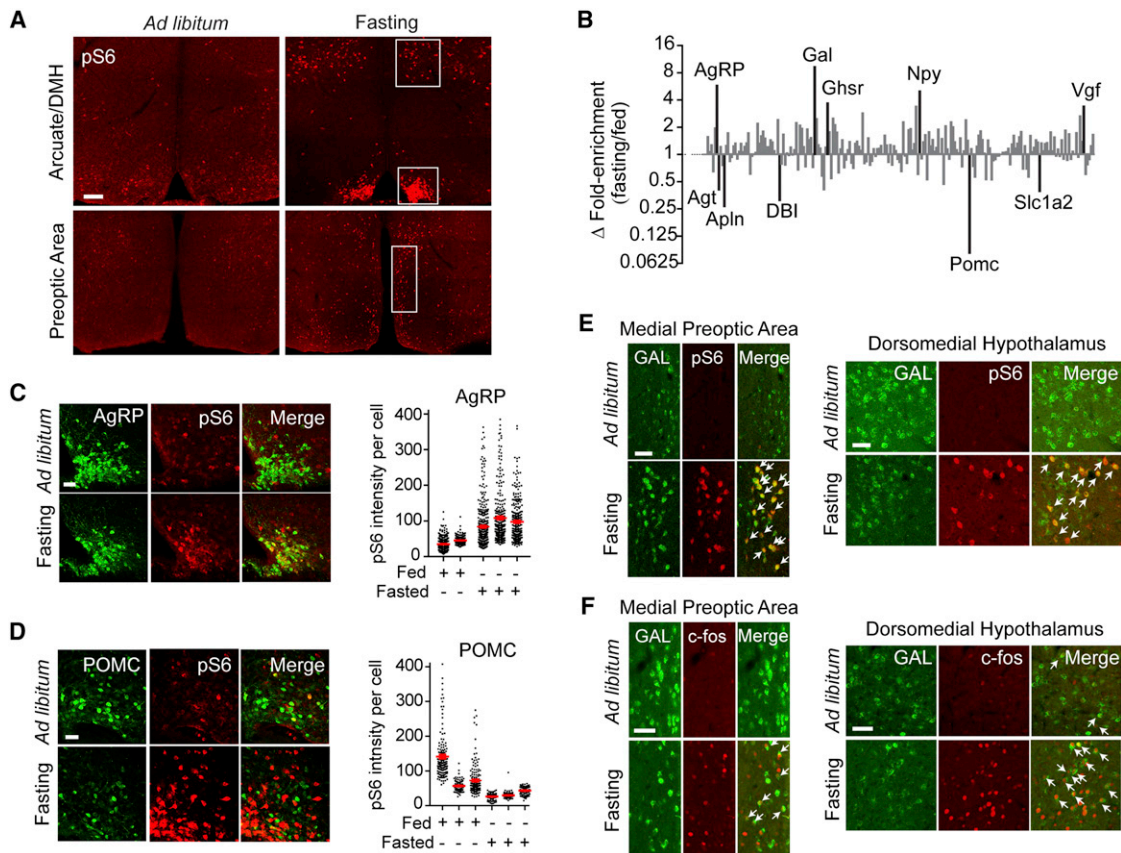 A
Ad libitum
Fasting
pS6
Arcuate/DMH
Preoptic Area
B
Δ Fold-enrichment
(fasting/fed)
16
8
4
2
1
0.5
0.25
0.125
0.0625
AgRP
Gal
Ghsr
Npy
Vgf
Agt
Apln
DBI
Slc1a2
Pomc
C
AgRP
pS6
Merge
Ad libitum
Fasting
AgRP
pS6 intensity per cell
400
300
200
100
0
Fed + + - - -
Fasted - - + + +
D
POMC
pS6
Merge
Ad libitum
Fasting
POMC
pS6 intnsity per cell
400
300
200
100
0
Fed + + + - - -
Fasted - - - + + +
E
Medial Preoptic Area
GAL
pS6
Merge
Ad libitum
Fasting
Dorsomedial Hypothalamus
GAL
pS6
Merge
Ad libitum
Fasting
F
Medial Preoptic Area
GAL
c-fos
Merge
Ad libitum
Fasting
Dorsomedial Hypothalamus
GAL
c-fos
Merge
Ad libitum
Fasting